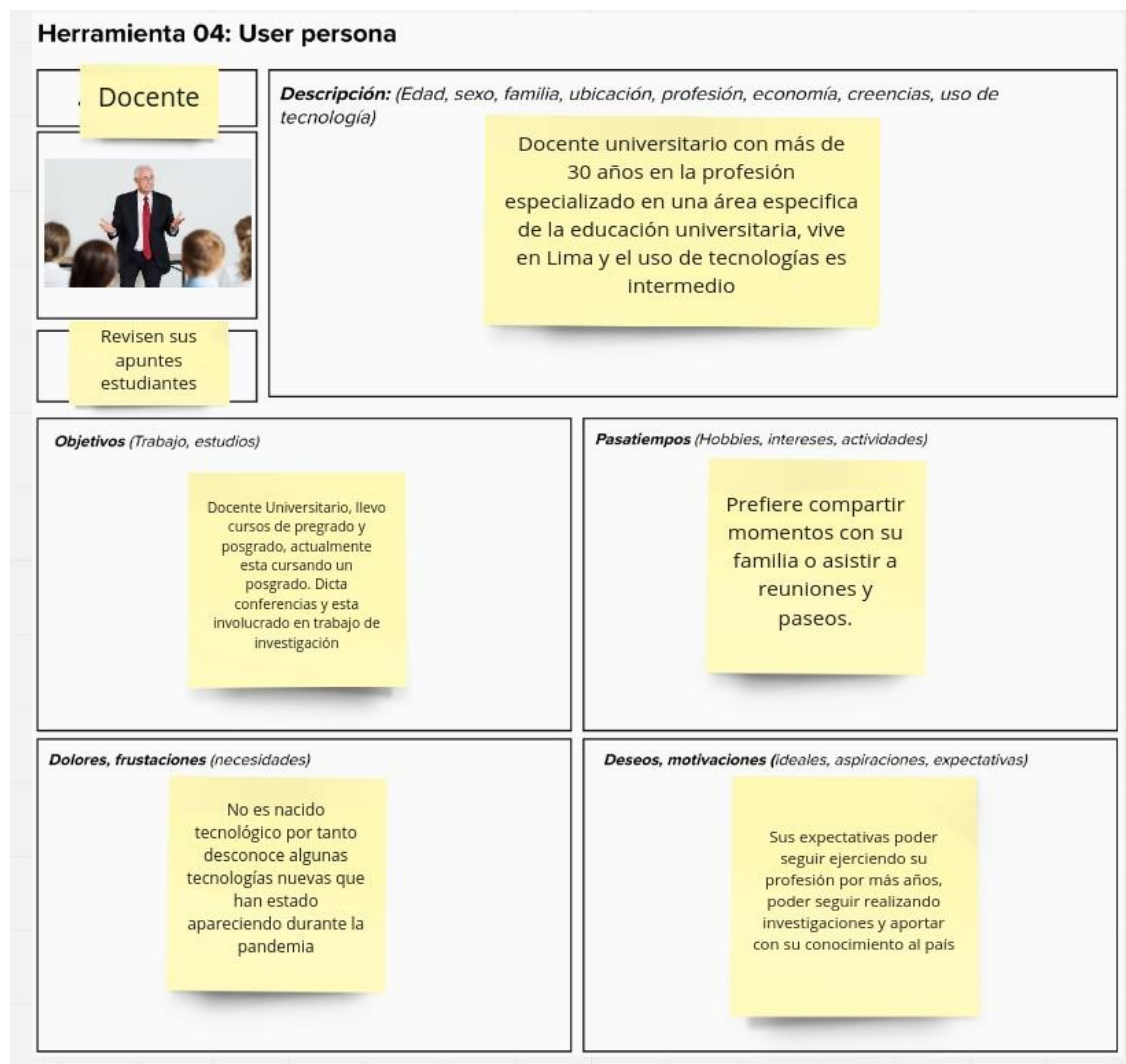 Herramienta 04: User persona
Docente
Descripción: (Edad, sexo, familia, ubicación, profesión, economía, creencias, uso de
tecnología)
Docente universitario con más de
30 años en la profesión
especializado en una área especifica
de la educación universitaria, vive
en Lima y el uso de tecnologías es
intermedio
Revisen sus
apuntes
estudiantes
Objetivos (Trabajo, estudios)
Docente Universitario, llevo
cursos de pregrado y
posgrado, actualmente
esta cursando un
posgrado. Dicta
conferencias y esta
involucrado en trabajo de
investigación
Pasatiempos (Hobbies, intereses, actividades)
Prefiere compartir
momentos con su
familia o asistir a
reuniones y
paseos.
Dolores, frustaciones (necesidades)
No es nacido
tecnológico por tanto
desconoce algunas
tecnologías nuevas que
han estado
apareciendo durante la
pandemia
Deseos, motivaciones (ideales, aspiraciones, expectativas)
Sus expectativas poder
seguir ejerciendo su
profesión por más años,
poder seguir realizando
investigaciones y aportar
con su conocimiento al país